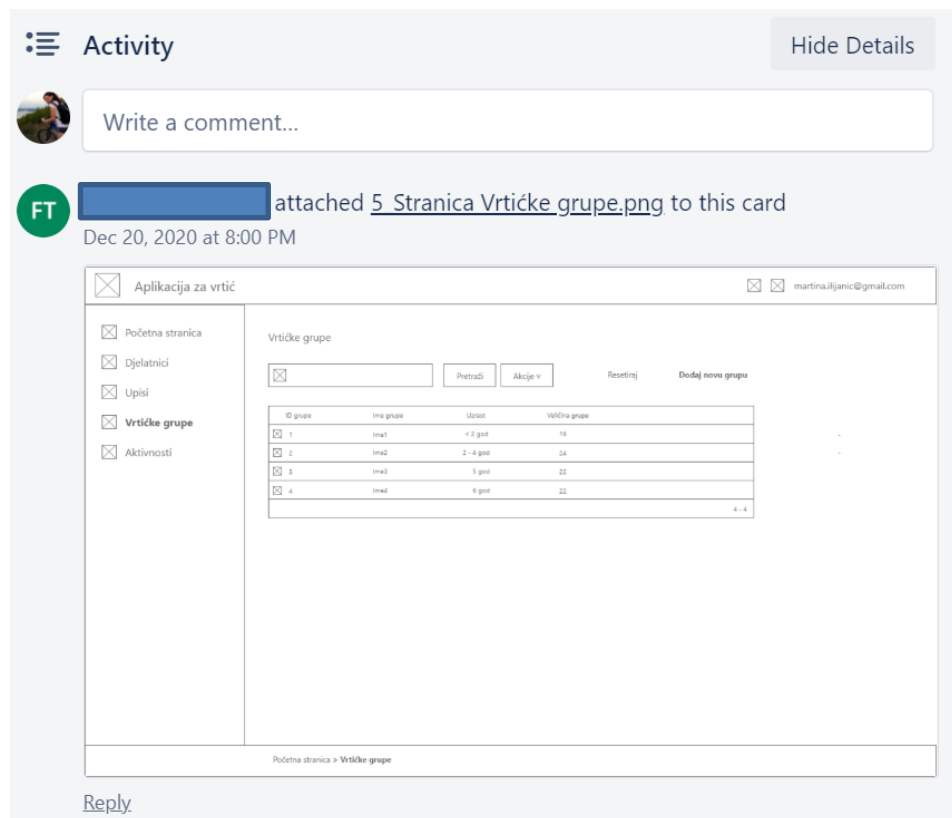 Activity
Hide Details
Write a comment...
FT
attached 5_Stranica Vrtićke grupe.png to this card
Dec 20, 2020 at 8:00 PM
Aplikacija za vrtić
martina.ilijanic@gmail.com
Početna stranica
Djelatnici
Upisi
Vrtićke grupe
Aktivnosti
Vrtićke grupe
Pretraži Akcije v Resetiraj Dodaj novu grupu
ID grupe Ime grupe Uzrast Veličina grupe
1 Ime1 < 2 god 18
2 Ime2 2 - 4 god 24
3 Ime3 5 god 22
4 Ime4 6 god 22
4 - 4
Početna stranica > Vrtićke grupe
Reply